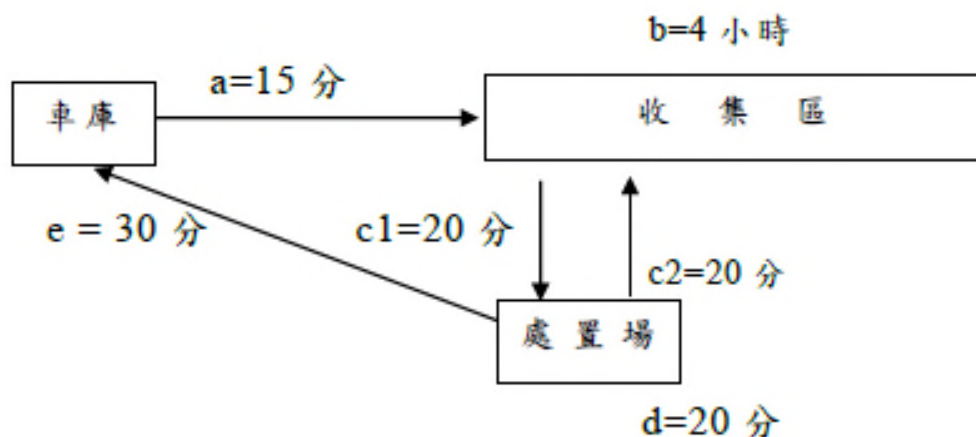 b=4 小時
a=15 分
車庫
收集區
e = 30 分
c1=20 分
c2=20 分
處置場
d=20 分